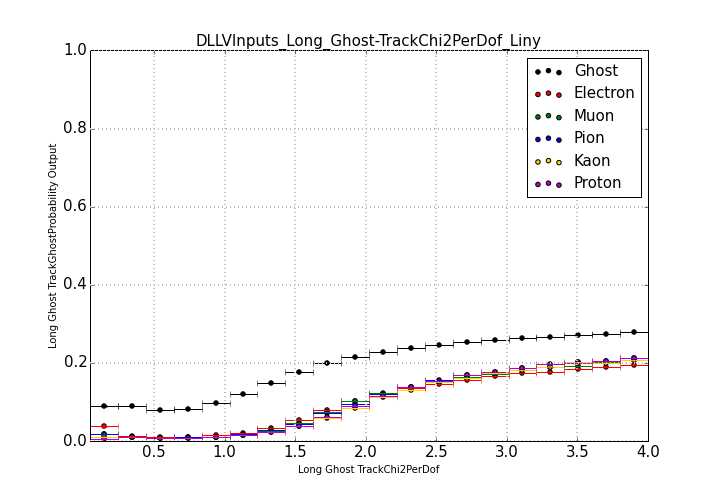 DLLVInputs_Long_Ghost-TrackChi2PerDof_Liny
1.0
0.8
0.6
0.4
0.2
0.0
Long Ghost TrackGhostProbability Output
Ghost
Electron
Muon
Pion
Kaon
Proton
0.5 1.0 1.5 2.0 2.5 3.0 3.5 4.0
Long Ghost TrackChi2PerDof